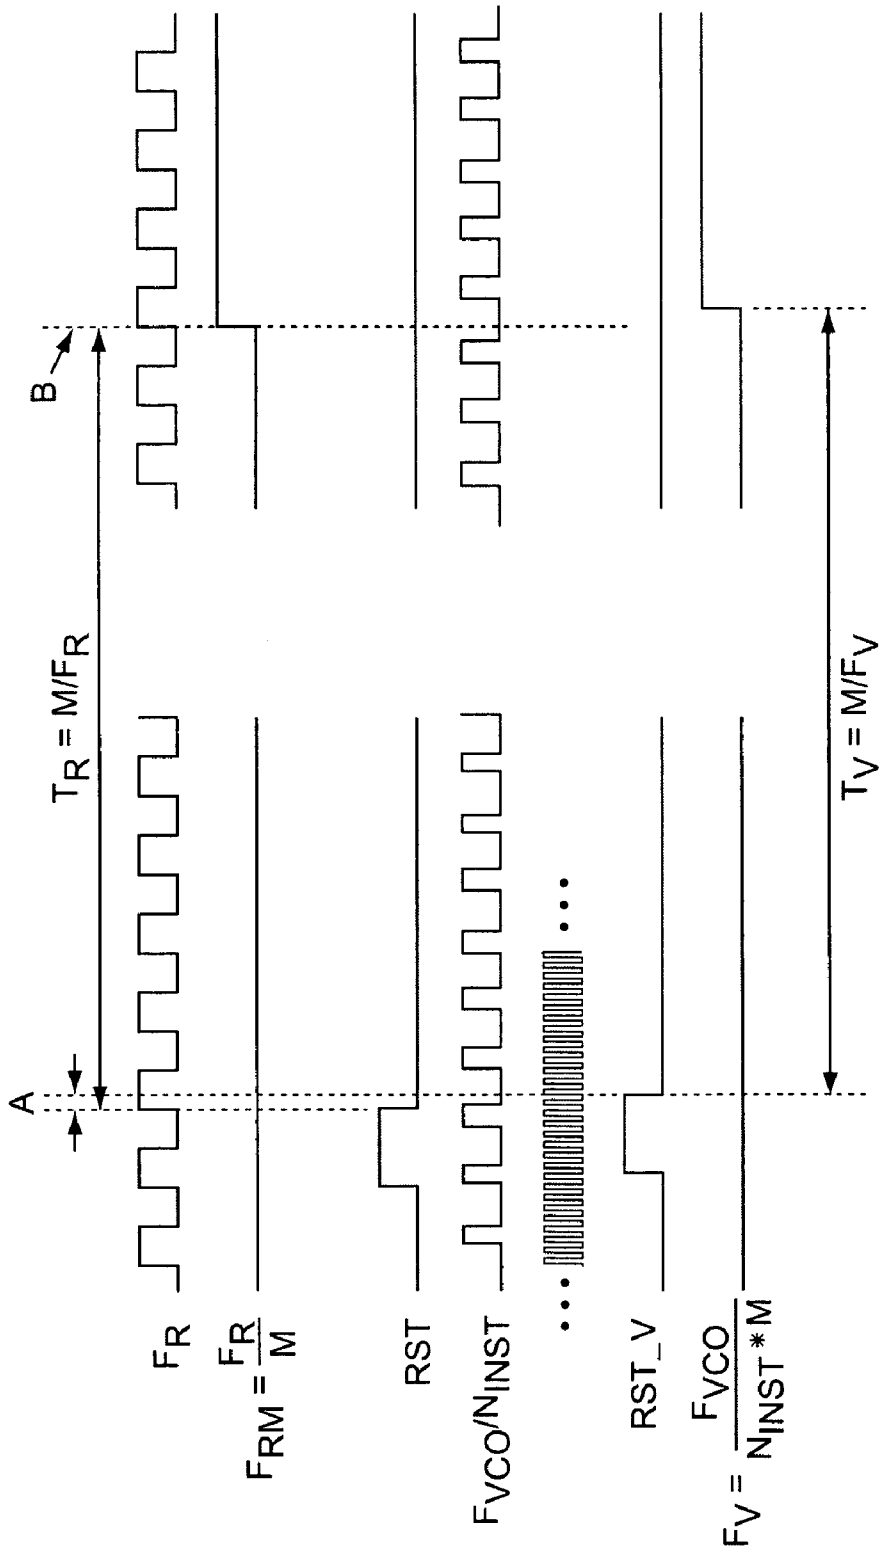 A
B
T_R = M/F_R
F_R
F_RM = F_R
M
RST
F_VCO/N_INST
RST_V
F_V = F_VCO
N_INST * M
T_V = M/F_V